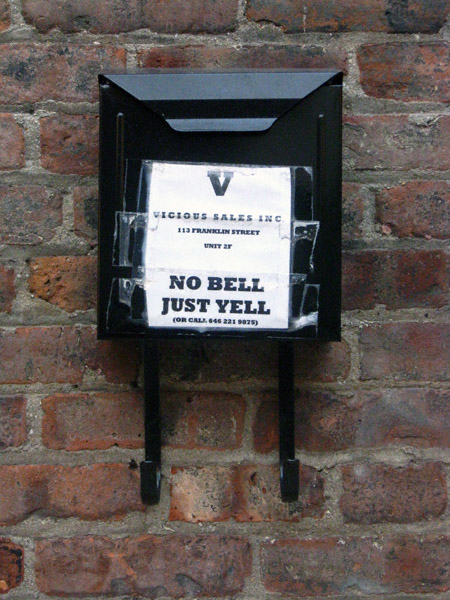 V
VICIOUS SALES INC
113 FRANKLIN STREET
UNIT 2F
NO BELL
JUST YELL
(OR CALL 646 221 9875)